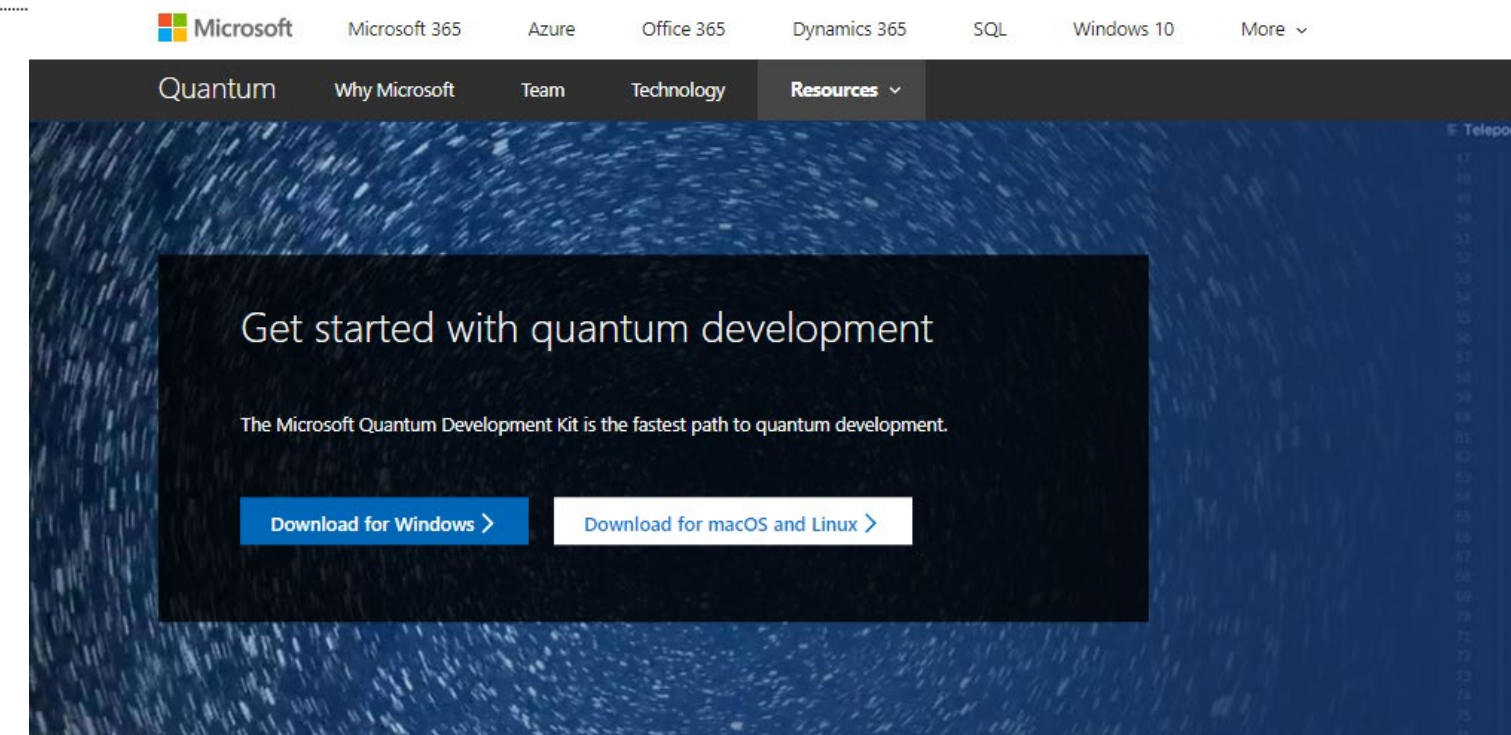 Microsoft Microsoft 365 Azure Office 365 Dynamics 365 SQL Windows 10 More
Quantum Why Microsoft Team Technology Resources
Telepo
Get started with quantum development
The Microsoft Quantum Development Kit is the fastest path to quantum development.
Download for Windows
Download for macOS and Linux